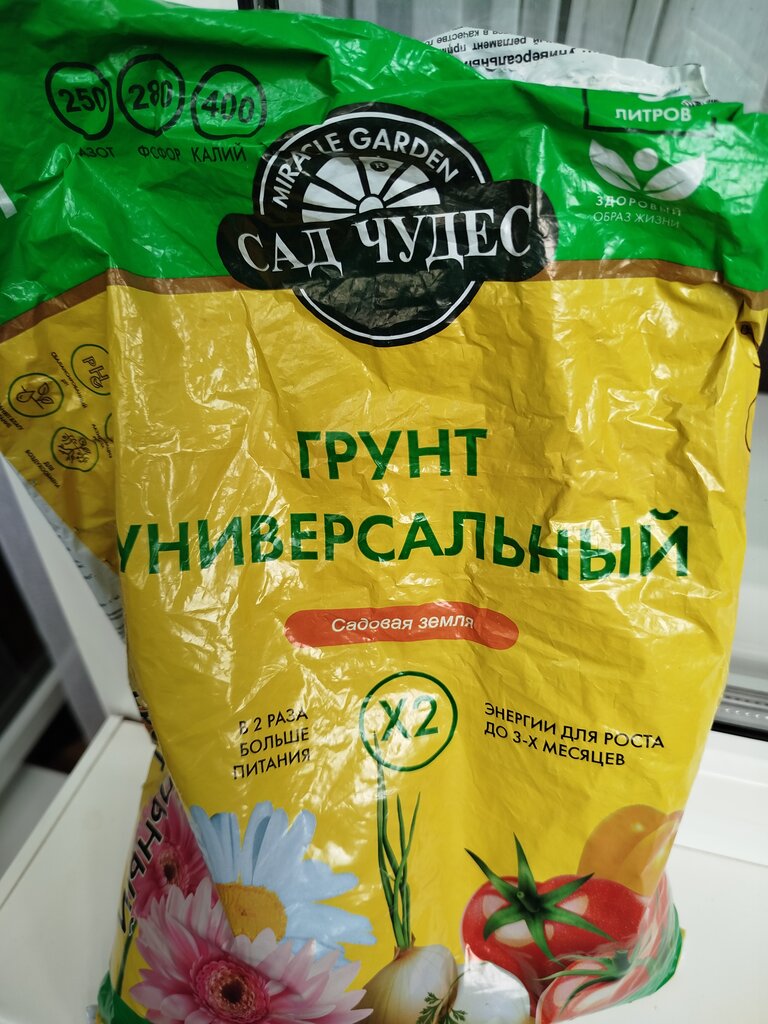 250 280 400
АЗОТ ФОСФОР КАЛИЙ
MIRACLE GARDEN
®
САД ЧУДЕС
ЛИТРОВ
ЗДОРОВЫЙ
ОБРАЗ ЖИЗНИ
PH
ГРУНТ
УНИВЕРСАЛЬНЫЙ
Садовая земля
В 2 РАЗА
БОЛЬШЕ
ПИТАНИЯ
X2
ЭНЕРГИИ ДЛЯ РОСТА
ДО 3-Х МЕСЯЦЕВ